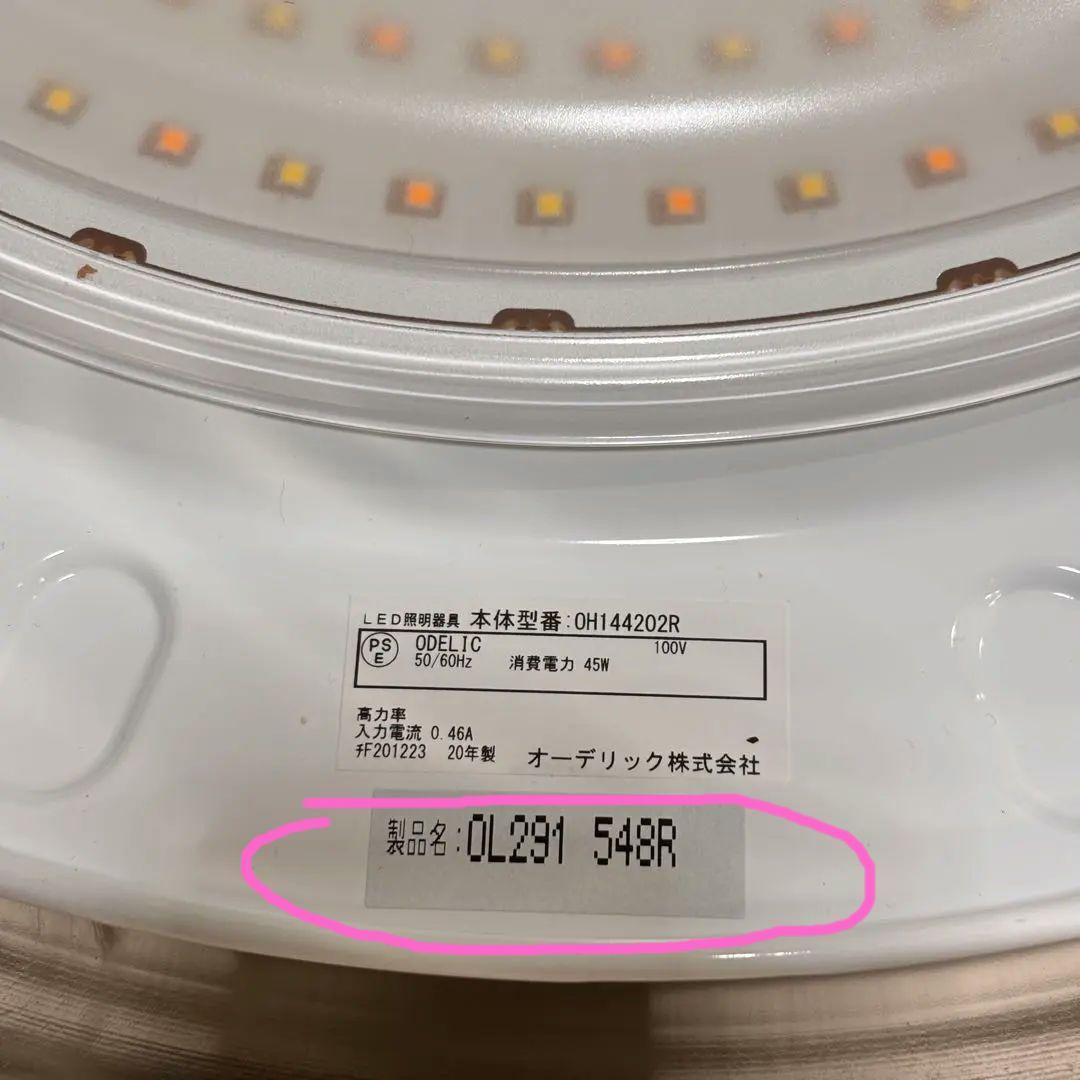 LED照明器具 本体型番:OH144202R
PSE ODELIC 100V
50/60Hz 消費電力 45W
高力率
入力電流 0.46A
ﾁF201223 20年製 オーデリック株式会社
製品名:OL291 548R